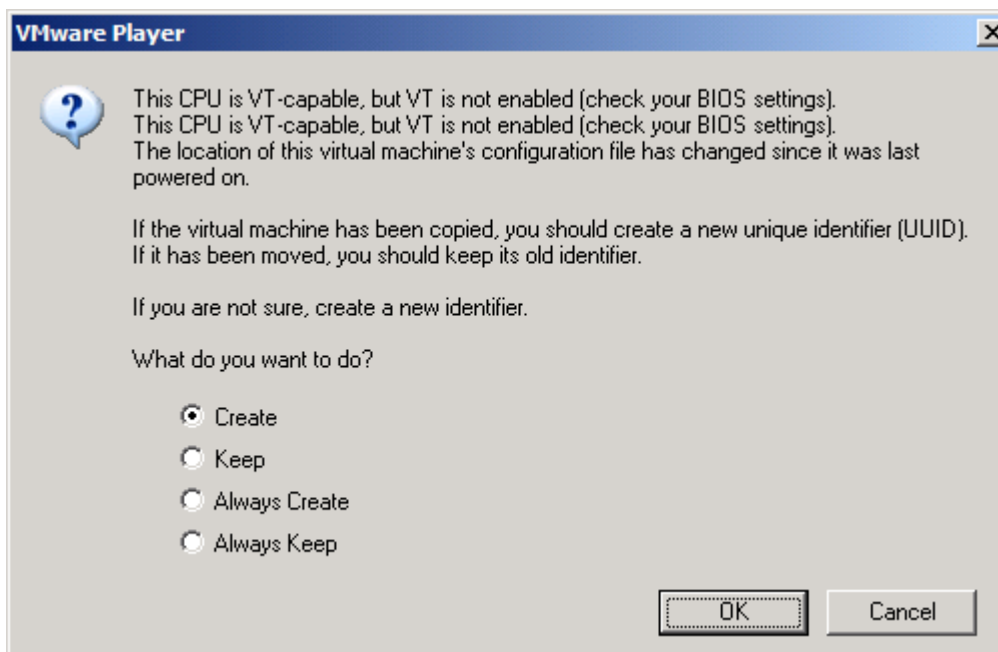 VMware Player
This CPU is VT-capable, but VT is not enabled (check your BIOS settings).
This CPU is VT-capable, but VT is not enabled (check your BIOS settings).
The location of this virtual machine's configuration file has changed since it was last
powered on.
If the virtual machine has been copied, you should create a new unique identifier (UUID).
If it has been moved, you should keep its old identifier.
If you are not sure, create a new identifier.
What do you want to do?
Create
Keep
Always Create
Always Keep
OK Cancel